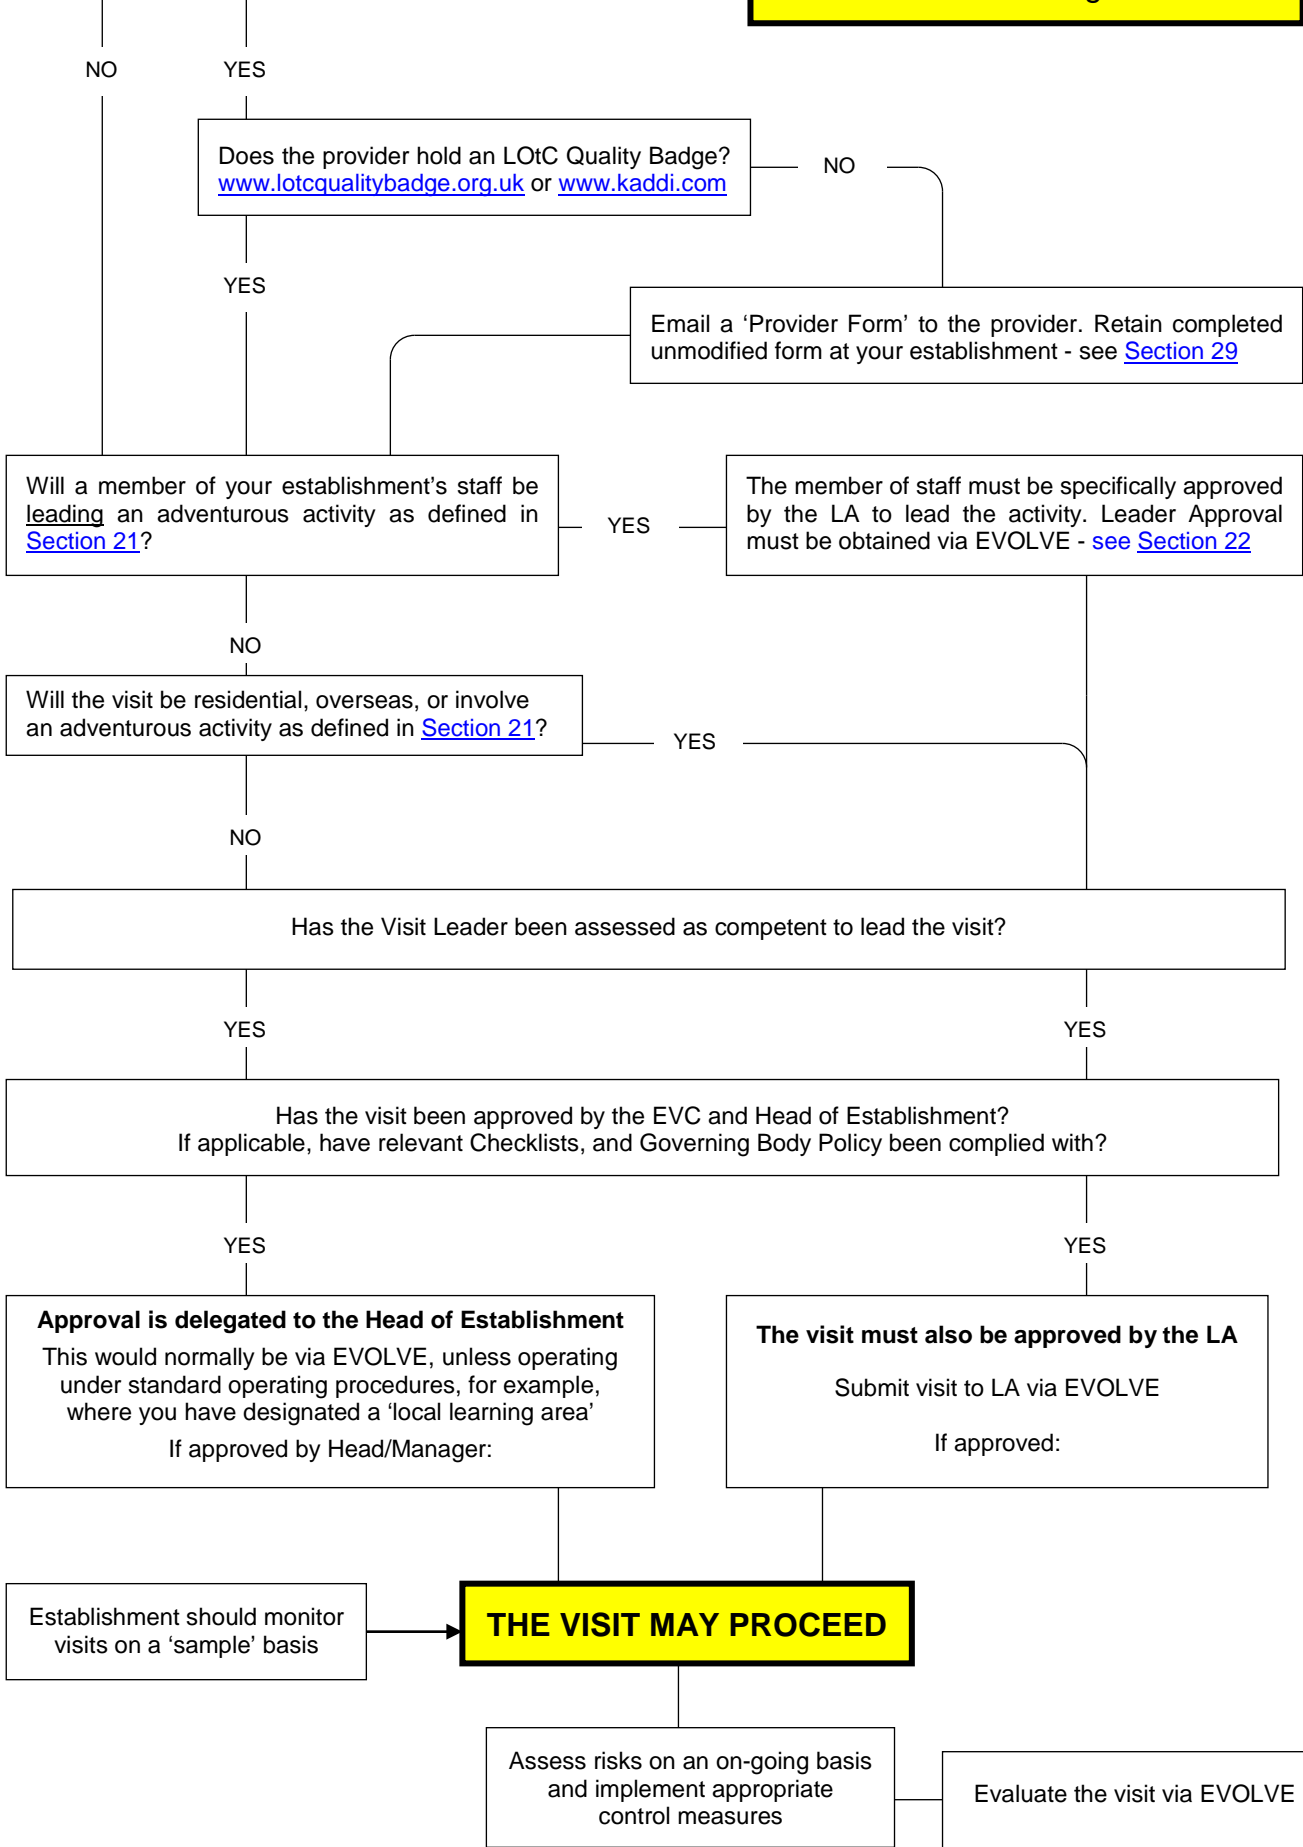 NO
YES
Does the provider hold an LOtC Quality Badge?
www.lotcqualitybadge.org.uk or www.kaddi.com
NO
YES
Email a ‘Provider Form’ to the provider. Retain completed
unmodified form at your establishment - see Section 29
Will a member of your establishment’s staff be
leading an adventurous activity as defined in
Section 21?
YES
The member of staff must be specifically approved
by the LA to lead the activity. Leader Approval
must be obtained via EVOLVE - see Section 22
NO
Will the visit be residential, overseas, or involve
an adventurous activity as defined in Section 21?
YES
NO
Has the Visit Leader been assessed as competent to lead the visit?
YES
YES
Has the visit been approved by the EVC and Head of Establishment?
If applicable, have relevant Checklists, and Governing Body Policy been complied with?
YES
YES
Approval is delegated to the Head of Establishment
This would normally be via EVOLVE, unless operating
under standard operating procedures, for example,
where you have designated a ‘local learning area’
If approved by Head/Manager:
The visit must also be approved by the LA
Submit visit to LA via EVOLVE
If approved:
Establishment should monitor
visits on a ‘sample’ basis
THE VISIT MAY PROCEED
Assess risks on an on-going basis
and implement appropriate
control measures
Evaluate the visit via EVOLVE